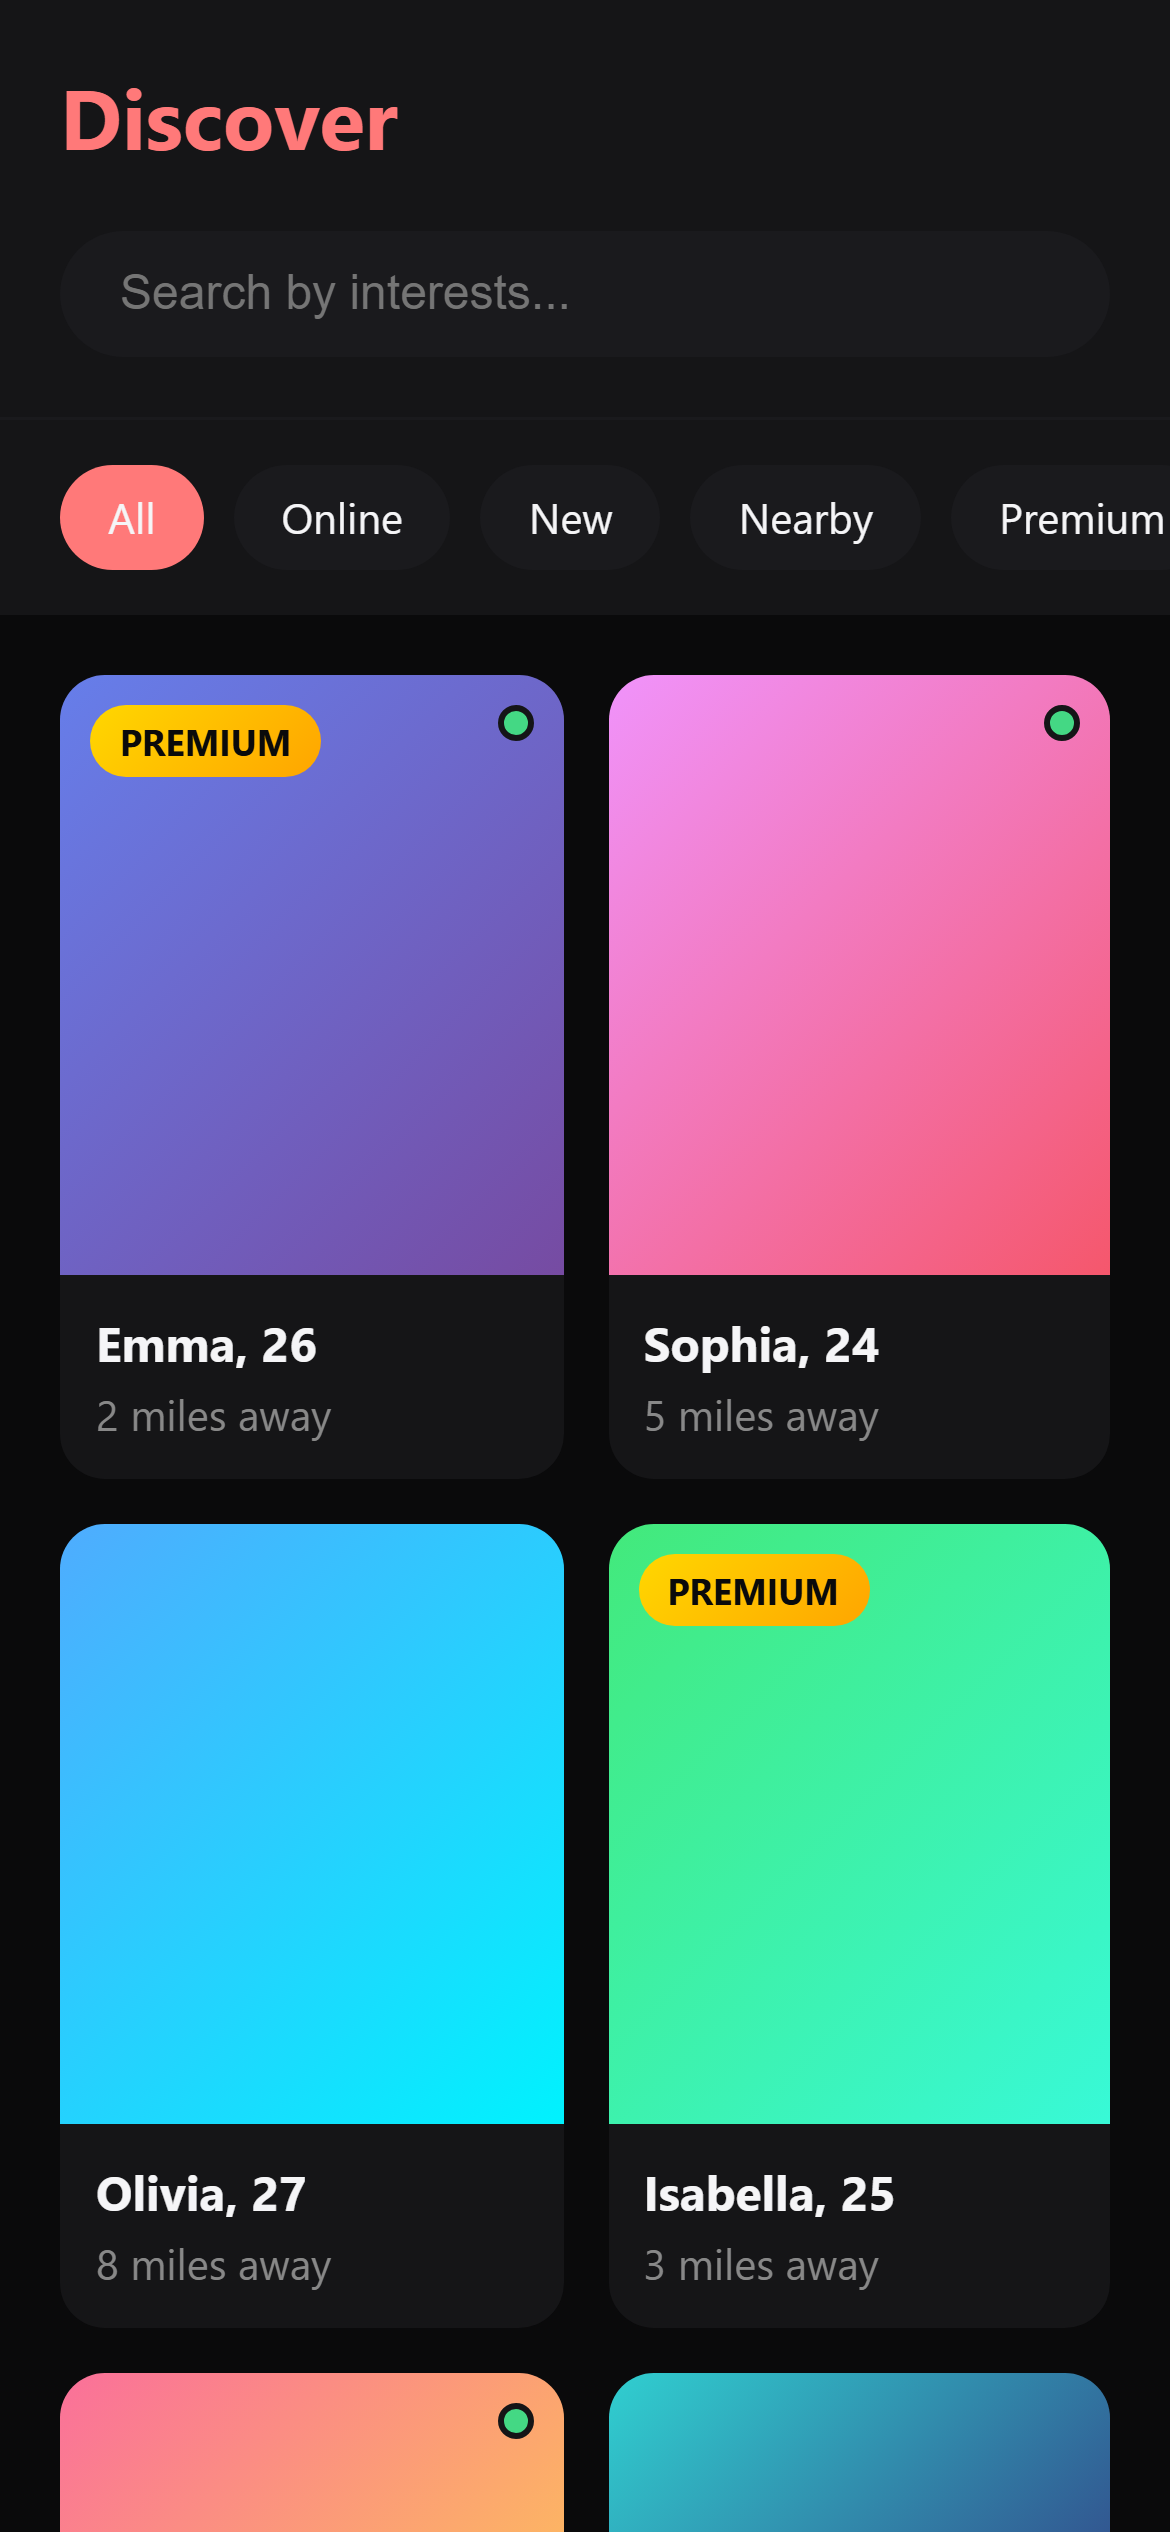 Discover
Search by interests...
All Online New Nearby Premium
PREMIUM
Emma, 26
2 miles away
Sophia, 24
5 miles away
PREMIUM
Olivia, 27
8 miles away
Isabella, 25
3 miles away